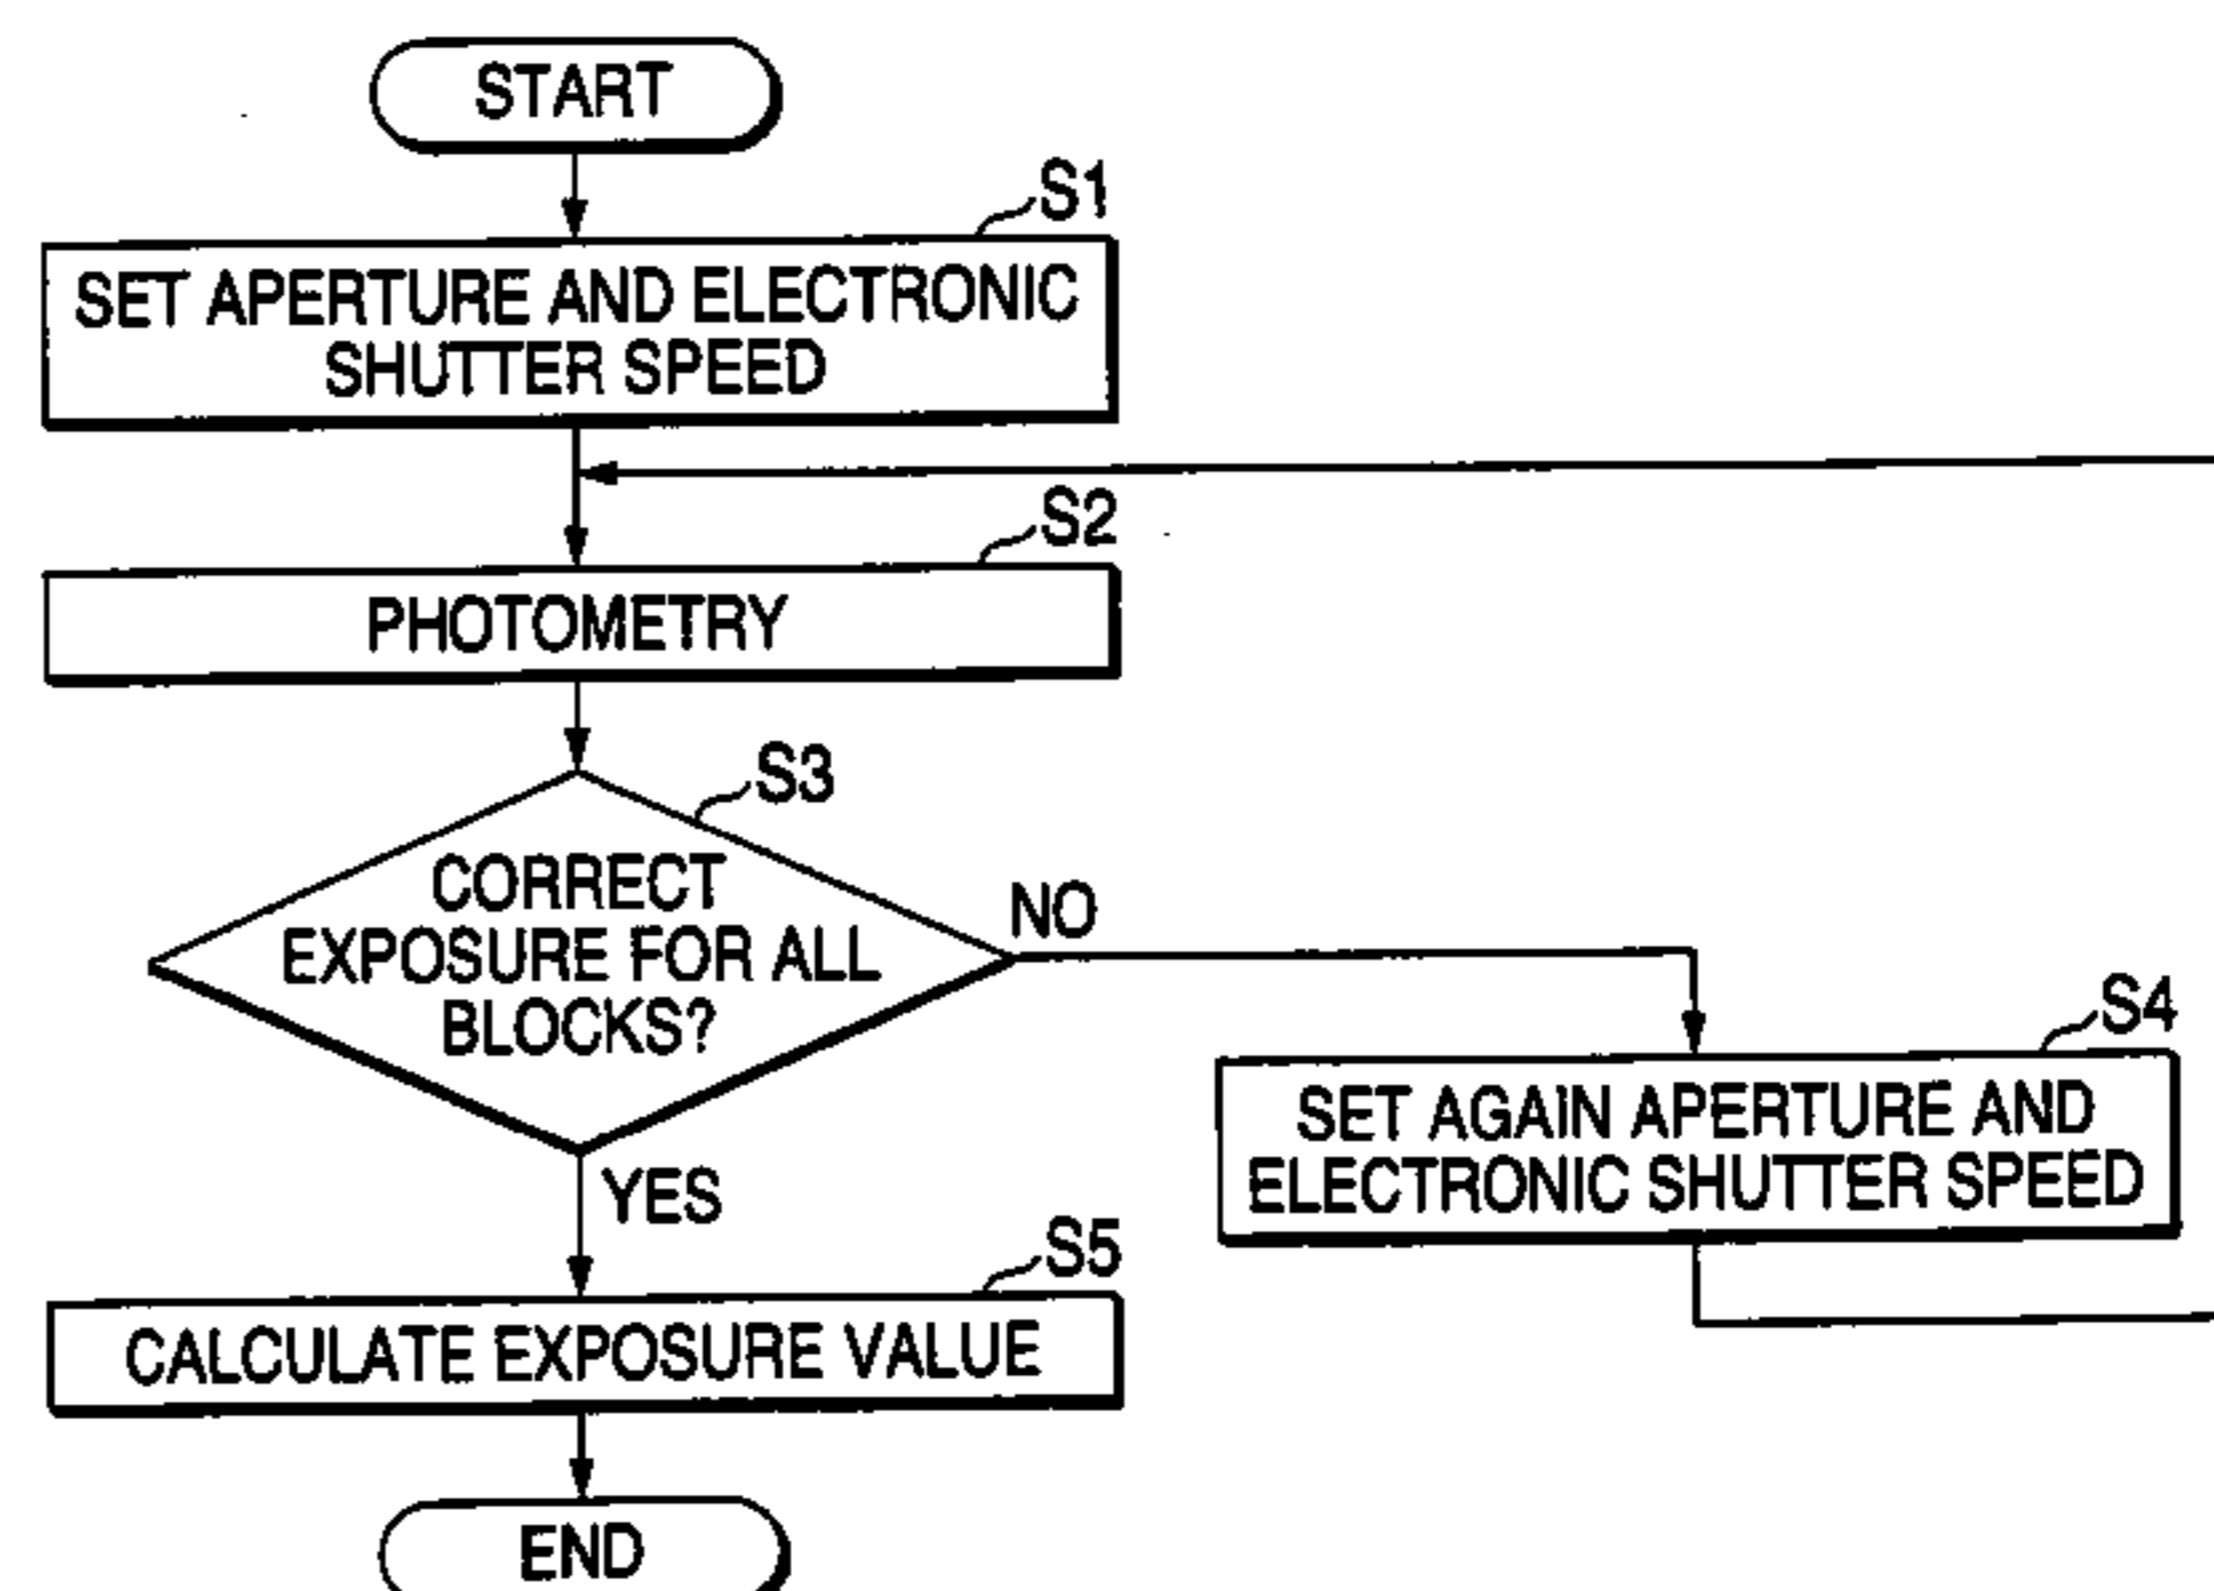 START
S1
SET APERTURE AND ELECTRONIC
SHUTTER SPEED
S2
PHOTOMETRY
S3
CORRECT
EXPOSURE FOR ALL
BLOCKS?
NO
S4
SET AGAIN APERTURE AND
ELECTRONIC SHUTTER SPEED
YES
S5
CALCULATE EXPOSURE VALUE
END